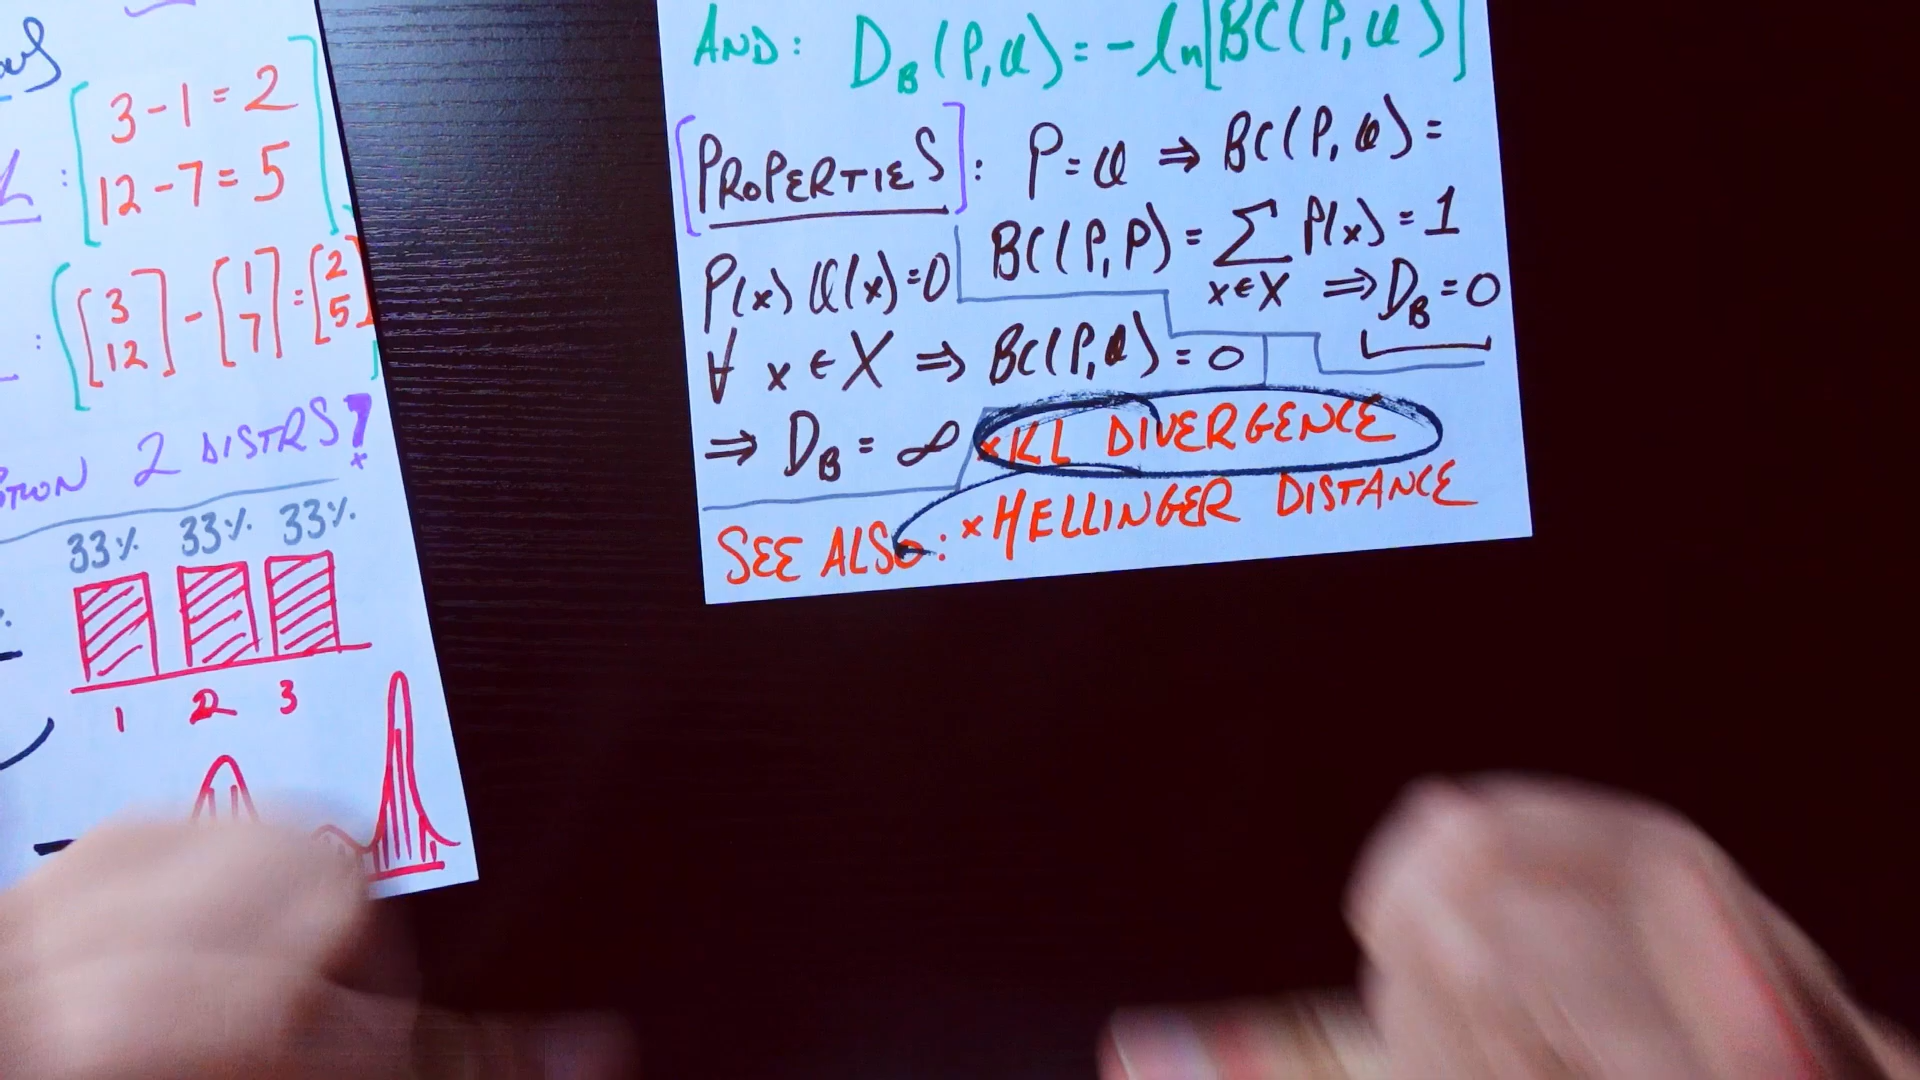 3 - 1 = 2
12 - 7 = 5
[3 12] - [1 7] = [2 5]
2 DISTRS?
33% 33% 33%
1 2 3
AND: D_B(P,Q) = -ln[BC(P,Q)]
[PROPERTIES]: P=Q ⇒ BC(P,Q) =
BC(P,P) = ∑ P(x) = 1
x∈X ⇒ D_B = 0
P(x)Q(x)=0
∀ x ∈ X ⇒ BC(P,Q) = 0
⇒ D_B = ∞
×KL DIVERGENCE
SEE ALSO: ×HELLINGER DISTANCE